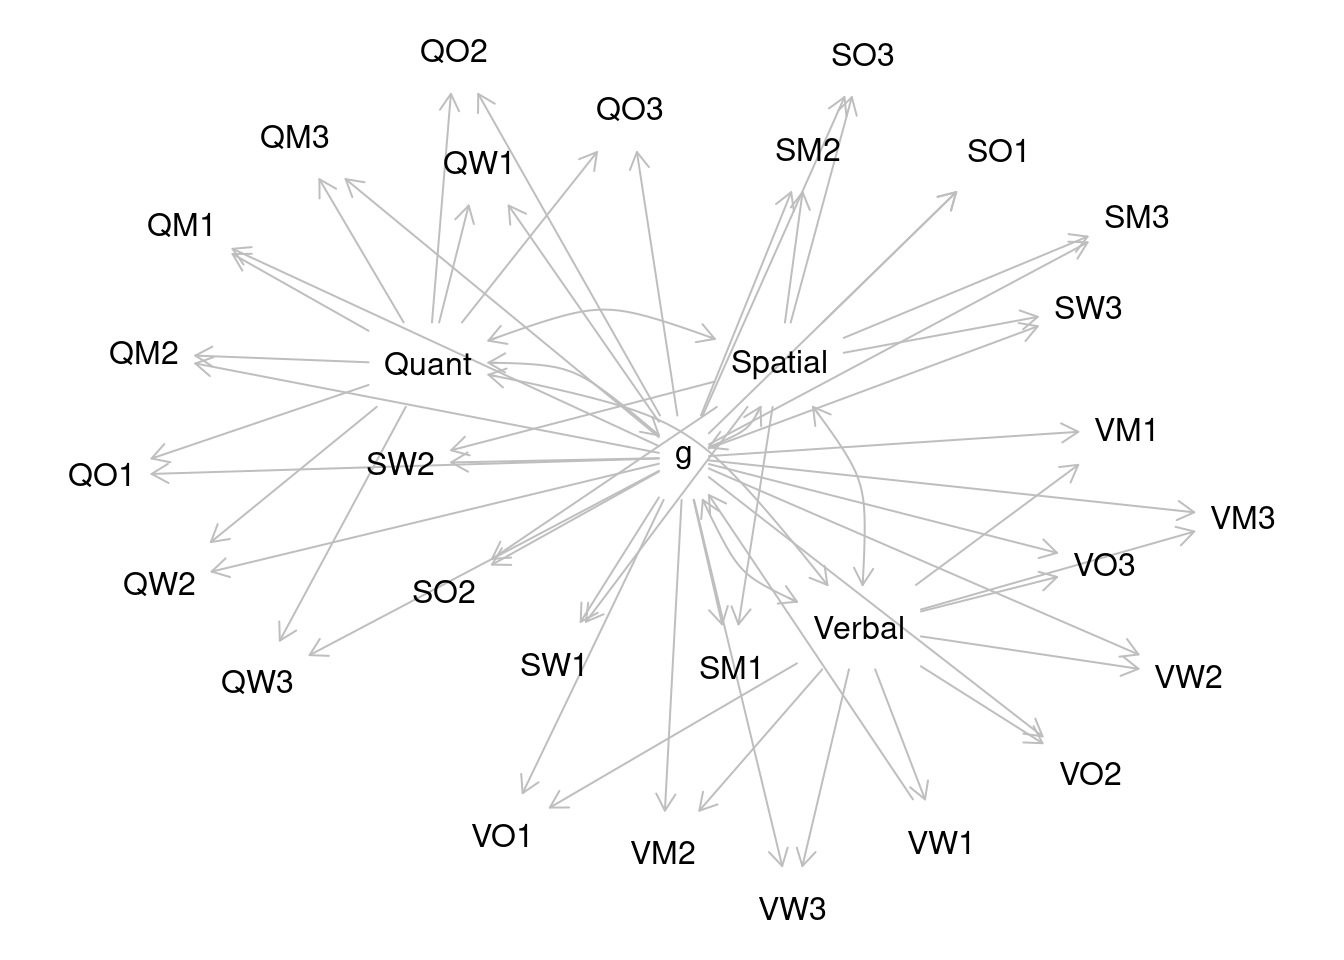 QO2
SO3
QO3
QM3
SM2
SO1
QW1
SM3
QM1
SW3
QM2
Quant
Spatial
VM1
g
SW2
QO1
VM3
VO3
QW2
SO2
Verbal
SW1
SM1
VW2
QW3
VO2
VO1
VW1
VM2
VW3